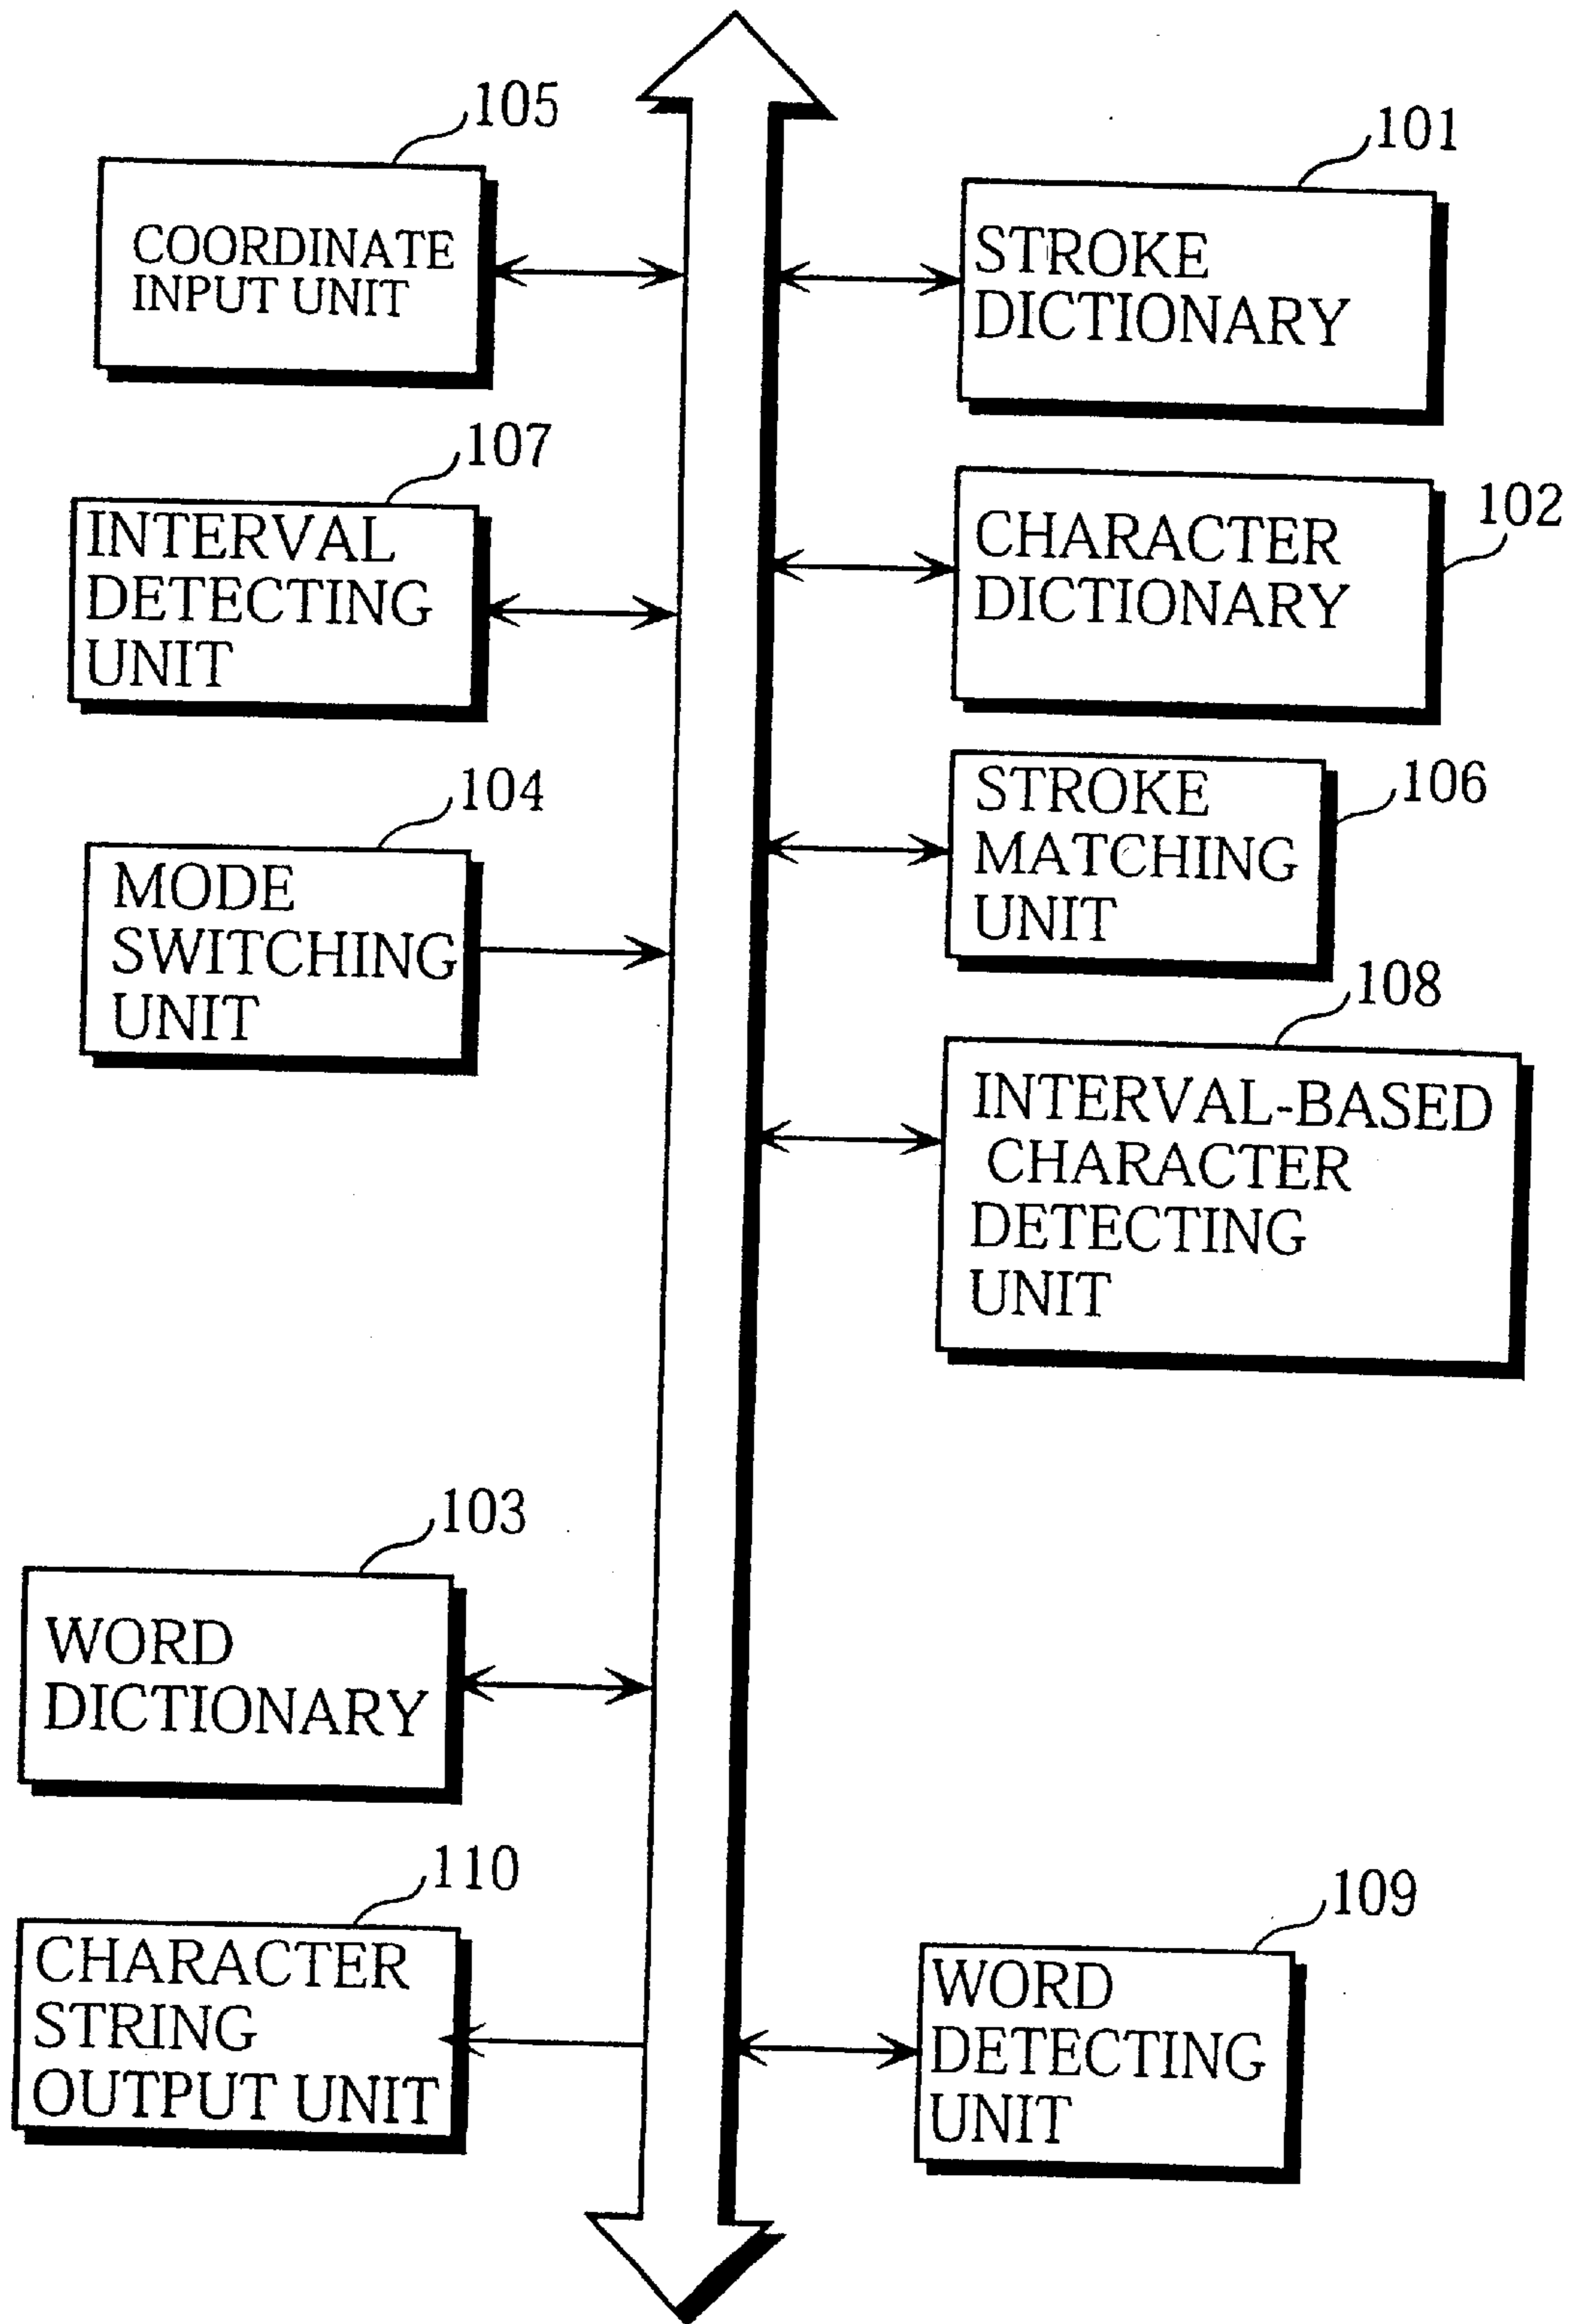 105
COORDINATE
INPUT UNIT
107
INTERVAL
DETECTING
UNIT
104
MODE
SWITCHING
UNIT
103
WORD
DICTIONARY
110
CHARACTER
STRING
OUTPUT UNIT
101
STROKE
DICTIONARY
102
CHARACTER
DICTIONARY
106
STROKE
MATCHING
UNIT
108
INTERVAL-BASED
CHARACTER
DETECTING
UNIT
109
WORD
DETECTING
UNIT